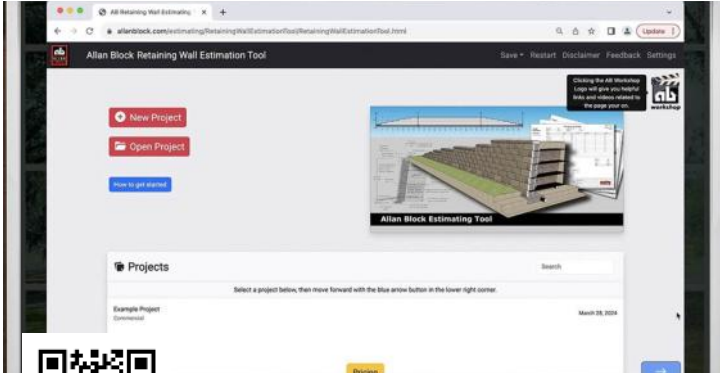 AB Retaining Wall Estimating
allanblock.com/estimating/RetainingWallEstimationTool/RetainingWallEstimationTool.html
Update
Allan Block Retaining Wall Estimation Tool
Save
Restart
Disclaimer
Feedback
Settings
Clicking the AB Workshop
Logo will give you helpful
links and videos related to
the page your on.
ab
workshop
New Project
Open Project
How to get started
Allan Block Estimating Tool
Projects
Search
Select a project below, then move forward with the blue arrow button in the lower right corner.
Example Project
Commercial
March 28, 2024
Pricing